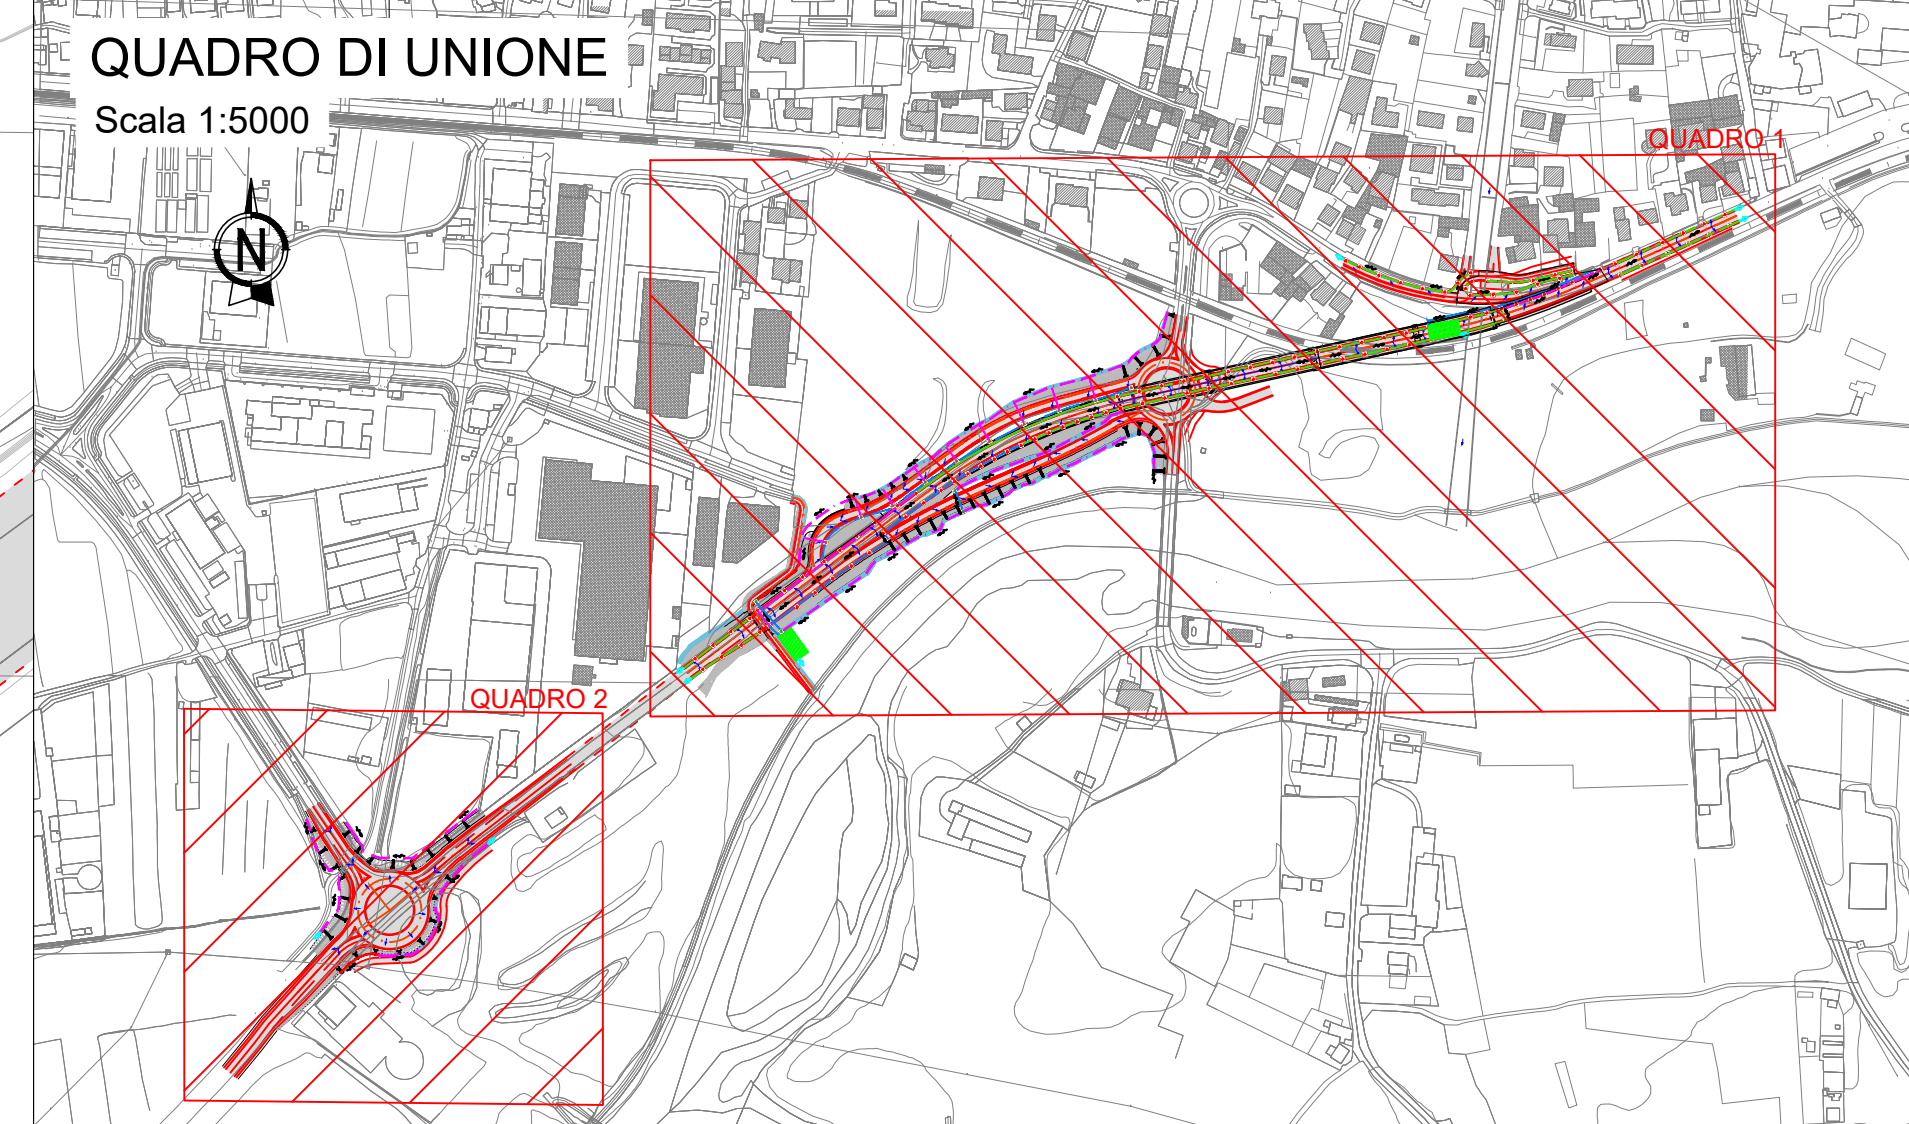 QUADRO DI UNIONE
Scala 1:5000
QUADRO 1
N
QUADRO 2